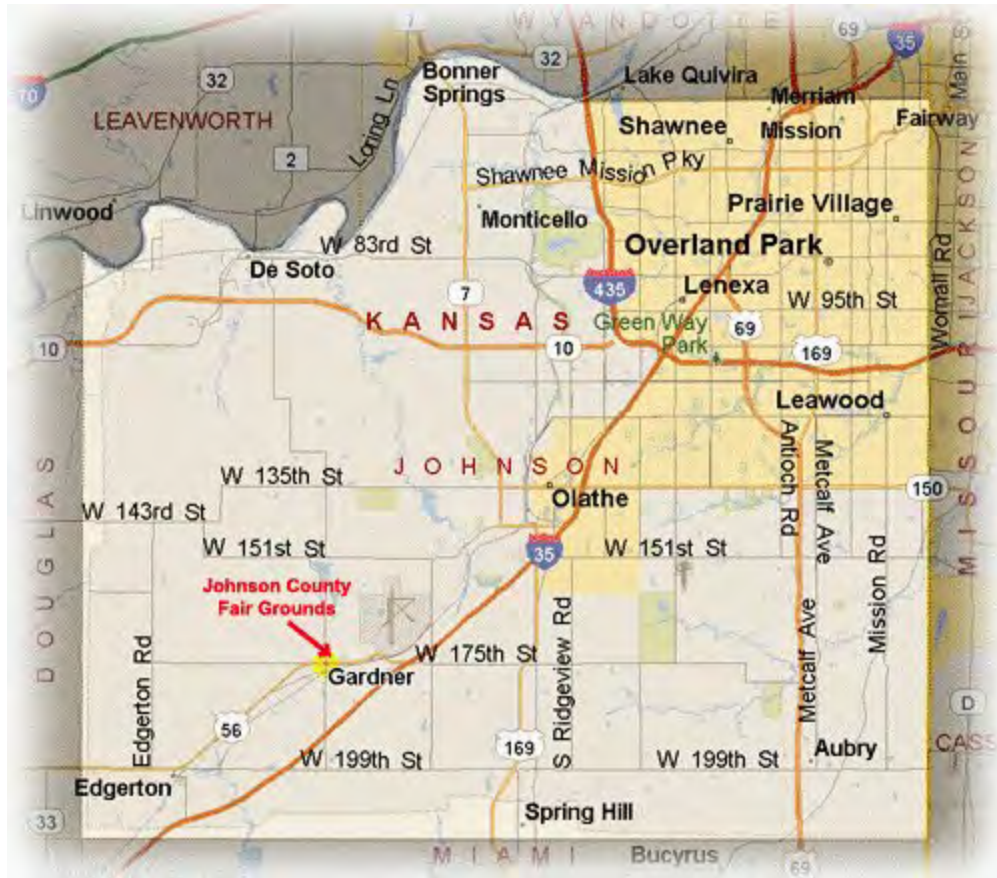 WYANDOTTE
7
69
35
32
Bonner
Springs
Lake Quivira
Main S
70
32
Merriam
LEAVENWORTH
Loring Ln
Shawnee
Mission
Fairway
2
Shawnee Mission Pky
Linwood
Monticello
Prairie Village
W 83rd St
Overland Park
De Soto
435
Lenexa
Wornall Rd
7
W 95th St
KANSAS
Green Way
Park
69
10
10
169
Leawood
JACKSON
MISSOURI
JOHNSON
Antioch Rd
Metcalf Ave
W 135th St
Olathe
150
W 143rd St
W 151st St
35
W 151st St
Mission Rd
DOUGLAS
Johnson County
Fair Grounds
S Ridgeview Rd
Metcalf Ave
W 175th St
Gardner
Edgerton Rd
56
D
169
W 199th St
W 199th St
Aubry
CASS
Edgerton
33
Spring Hill
MIAMI
Bucyrus
69